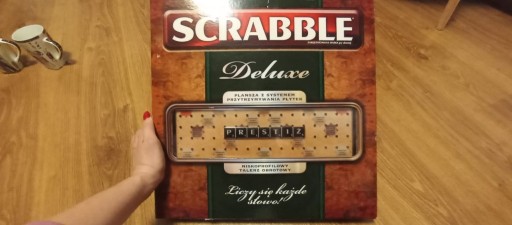 SCRABBLE
Deluxe
PLANSZA Z SYSTEMEM
PRZYTRZYMYWANIA PŁYTEK
PRESTIŻ
NISKOPROFILOWY
TALERZ OBROTOWY
Liczy się każde
słowo!